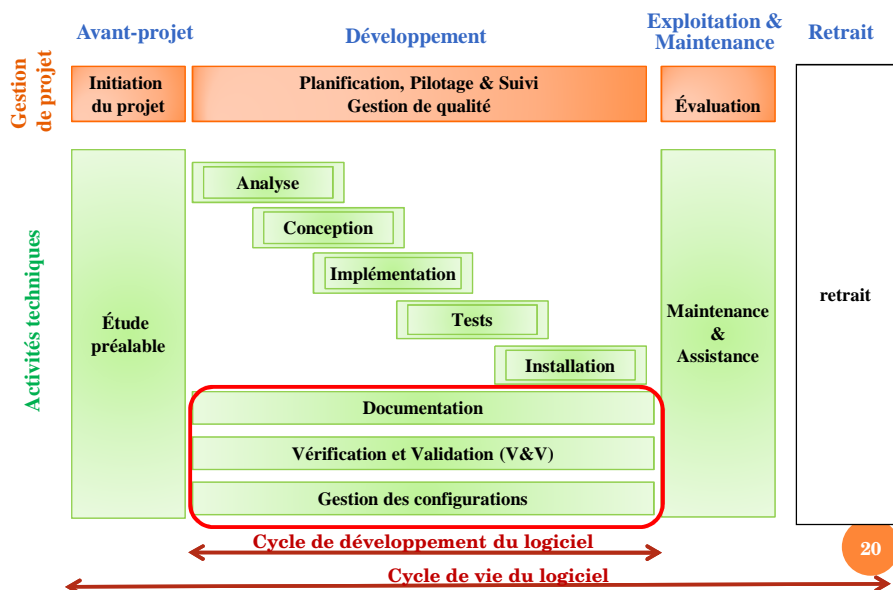 Avant-projet
Développement
Exploitation &
Maintenance
Retrait
Gestion
de projet
Initiation
du projet
Planification, Pilotage & Suivi
Gestion de qualité
Évaluation
Activités techniques
Étude
préalable
Analyse
Conception
Implémentation
Tests
Installation
Documentation
Vérification et Validation (V&V)
Gestion des configurations
Maintenance
&
Assistance
retrait
Cycle de développement du logiciel
20
Cycle de vie du logiciel